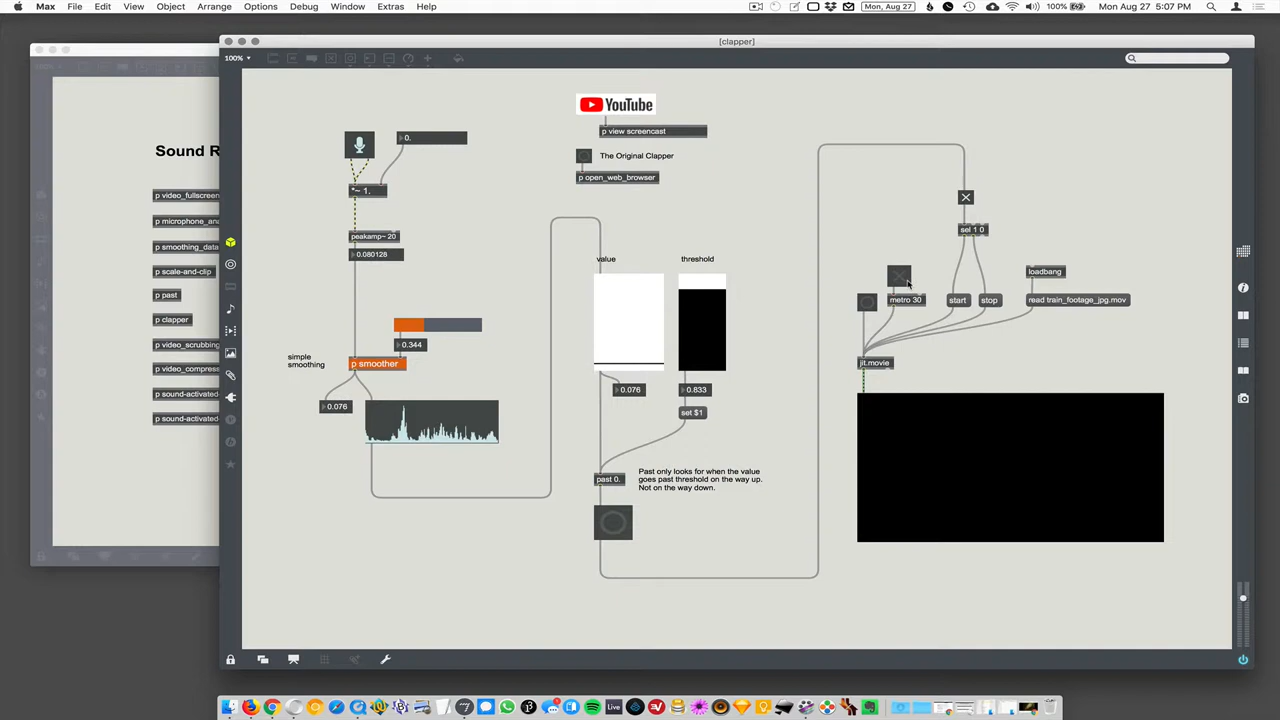 Max File Edit View Object Arrange Options Debug Window Extras Help
Mon, Aug 27
100%
Mon Aug 27 5:07 PM
[clapper]
100%
YouTube
p view screencast
The Original Clapper
p open_web_browser
0.
*~ 1.
peakamp~ 20
0.080128
0.344
simple
smoothing
p smoother
0.076
value
threshold
0.076
0.833
set $1
past 0.
Past only looks for when the value
goes past threshold on the way up.
Not on the way down.
sel 1 0
metro 30
start
stop
loadbang
read train_footage_jpg.mov
jit.movie
Sound R
p video_fullscreen
p microphone_an
p smoothing_data
p scale-and-clip
p past
p clapper
p video_scrubbing
p video_compres
p sound-activated
p sound-activated
Live